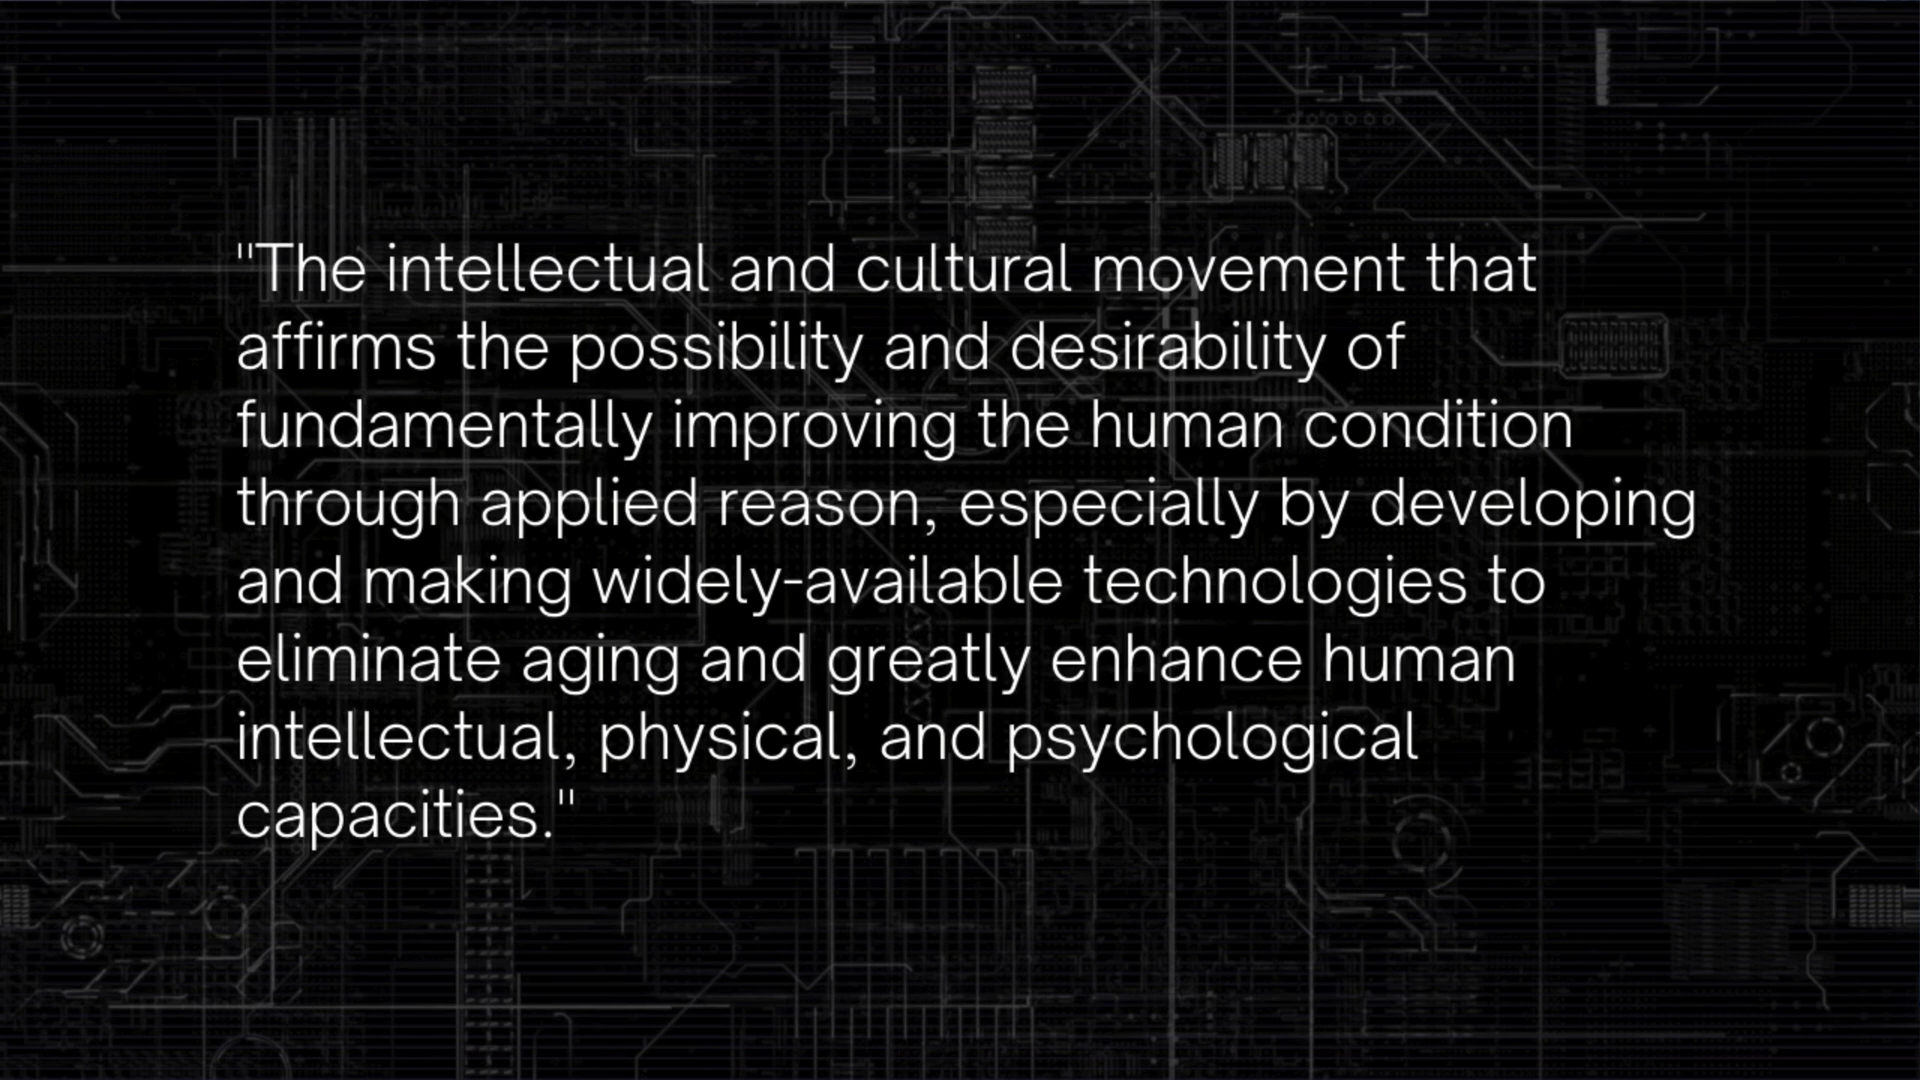 "The intellectual and cultural movement that
affirms the possibility and desirability of
fundamentally improving the human condition
through applied reason, especially by developing
and making widely-available technologies to
eliminate aging and greatly enhance human
intellectual, physical, and psychological
capacities."